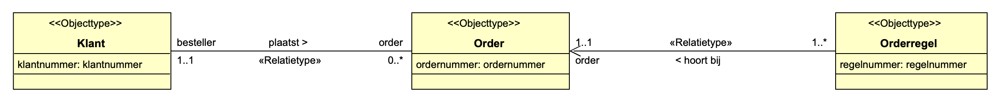 <<Objecttype>>
Klant
klantnummer: klantnummer
besteller
plaatst >
order
1..1
«Relatietype»
0..*
<<Objecttype>>
Order
ordernummer: ordernummer
1..1
«Relatietype»
1..*
order
< hoort bij
<<Objecttype>>
Orderregel
regelnummer: regelnummer